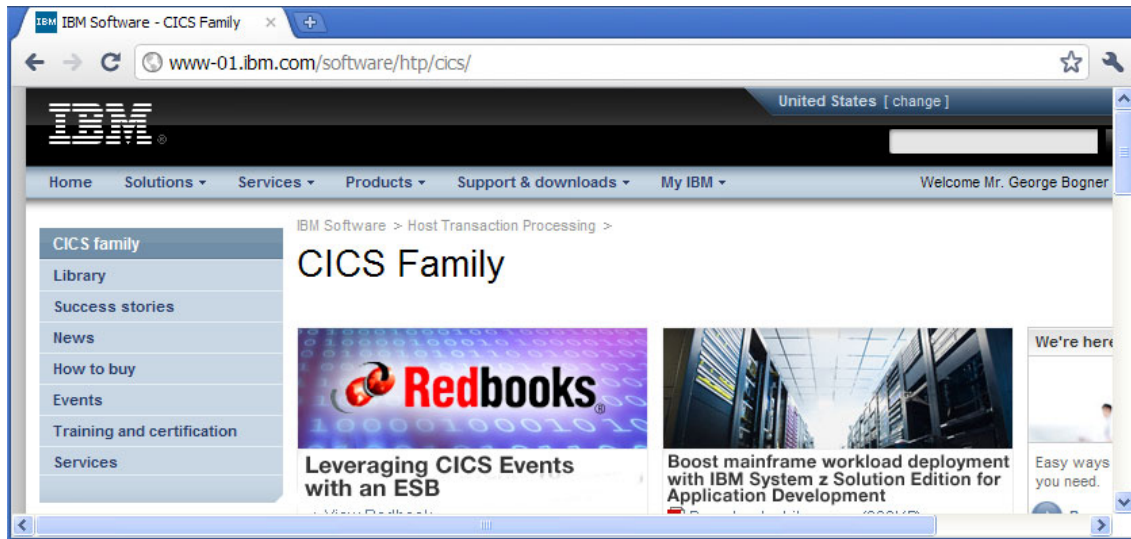 IBM IBM Software - CICS Family
www-01.ibm.com/software/htp/cics/
United States [ change ]
IBM ®
Home Solutions Services Products Support & downloads My IBM Welcome Mr. George Bogner
IBM Software > Host Transaction Processing >
CICS Family
CICS family
Library
Success stories
News
How to buy
Events
Training and certification
Services
Redbooks ®
Leveraging CICS Events
with an ESB
Boost mainframe workload deployment
with IBM System z Solution Edition for
Application Development
We're here
Easy ways
you need.